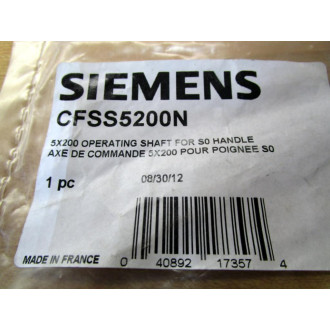 SIEMENS
CFSS5200N
5X200 OPERATING SHAFT FOR S0 HANDLE
AXE DE COMMANDE 5X200 POUR POIGNEE S0
1 pc 08/30/12
MADE IN FRANCE
0 40892 17357 4